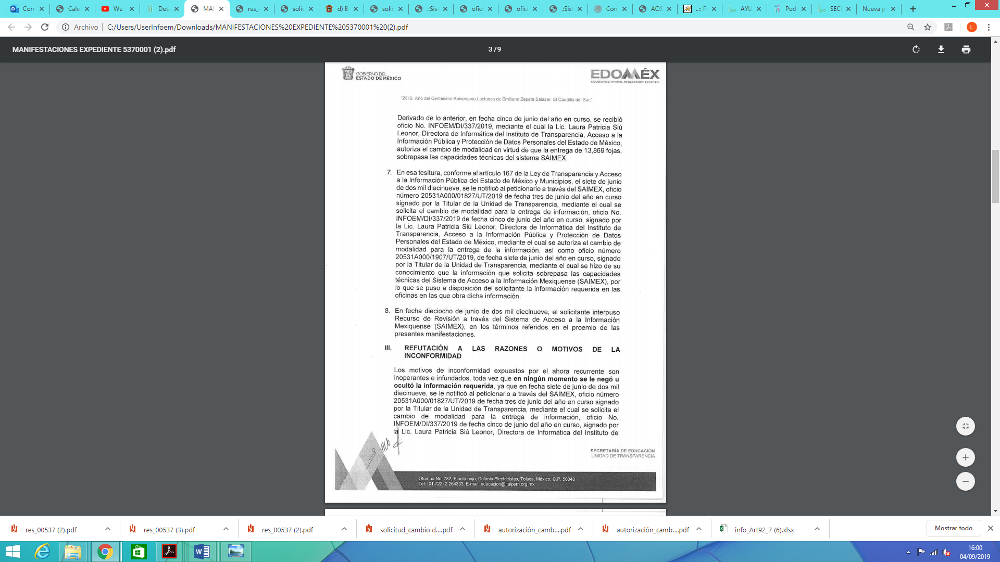 Corr
Cale
We
Deta
MAN
res_
solic
d) B
solic
.:Sist
ofici
ofici
.:Sist
Con
AOS
..:: P
AYU
Pod
SEC
Nueva p
Archivo
C:/Users/UserInfoem/Downloads/MANIFESTACIONES%20EXPEDIENTE%205370001%20(2).pdf
L
MANIFESTACIONES EXPEDIENTE 5370001 (2).pdf
3 / 9
GOBIERNO DEL
ESTADO DE MÉXICO
EDOMÉX
DECISIONES FIRMES, RESULTADOS FUERTES.
"2019. Año del Centésimo Aniversario Luctuoso de Emiliano Zapata Salazar. El Caudillo del Sur."
Derivado de lo anterior, en fecha cinco de junio del año en curso, se recibió
oficio No. INFOEM/DI/337/2019, mediante el cual la Lic. Laura Patricia Siú
Leonor, Directora de Informática del Instituto de Transparencia, Acceso a la
Información Pública y Protección de Datos Personales del Estado de México,
autoriza el cambio de modalidad en virtud de que la entrega de 13,869 fojas,
sobrepasa las capacidades técnicas del sistema SAIMEX.
7. En esa tesitura, conforme al artículo 167 de la Ley de Transparencia y Acceso
a la Información Pública del Estado de México y Municipios, el siete de junio
de dos mil diecinueve, se le notificó al peticionario a través del SAIMEX, oficio
número 20531A000/01827/UT/2019 de fecha tres de junio del año en curso
signado por la Titular de la Unidad de Transparencia, mediante el cual se
solicita el cambio de modalidad para la entrega de información, oficio No.
INFOEM/DI/337/2019 de fecha cinco de junio del año en curso, signado por
la Lic. Laura Patricia Siú Leonor, Directora de Informática del Instituto de
Transparencia, Acceso a la Información Pública y Protección de Datos
Personales del Estado de México, mediante el cual se autoriza el cambio de
modalidad para la entrega de la información, así como oficio número
20531A000/1907/UT/2019, de fecha siete de junio del año en curso, signado
por la Titular de la Unidad de Transparencia, mediante el cual se hizo de su
conocimiento que la información que solicita sobrepasa las capacidades
técnicas del Sistema de Acceso a la Información Mexiquense (SAIMEX), por
lo que se puso a disposición del solicitante la información requerida en las
oficinas en las que obra dicha información.
8. En fecha dieciocho de junio de dos mil diecinueve, el solicitante interpuso
Recurso de Revisión a través del Sistema de Acceso a la Información
Mexiquense (SAIMEX), en los términos referidos en el proemio de las
presentes manifestaciones.
III. REFUTACIÓN A LAS RAZONES O MOTIVOS DE LA
INCONFORMIDAD
Los motivos de inconformidad expuestos por el ahora recurrente son
inoperantes e infundados, toda vez que en ningún momento se le negó u
ocultó la información requerida, ya que en fecha siete de junio de dos mil
diecinueve, se le notificó al peticionario a través del SAIMEX, oficio número
20531A000/01827/UT/2019 de fecha tres de junio del año en curso signado
por la Titular de la Unidad de Transparencia, mediante el cual se solicita el
cambio de modalidad para la entrega de información, oficio No.
INFOEM/DI/337/2019 de fecha cinco de junio del año en curso, signado por
la Lic. Laura Patricia Siú Leonor, Directora de Informática del Instituto de
SECRETARÍA DE EDUCACIÓN
UNIDAD DE TRANSPARENCIA
Otumba No. 782, Planta baja, Colonia Electricistas, Toluca, México. C.P. 50040
Tel. (01 722) 2 264333, E-mail: educacion@itaipem.org.mx
res_00537 (2).pdf
res_00537 (3).pdf
res_00537 (2).pdf
solicitud_cambio d....pdf
autorización_camb....pdf
autorización_camb....pdf
info_Art92_7 (6).xlsx
Mostrar todo
16:00
04/09/2019